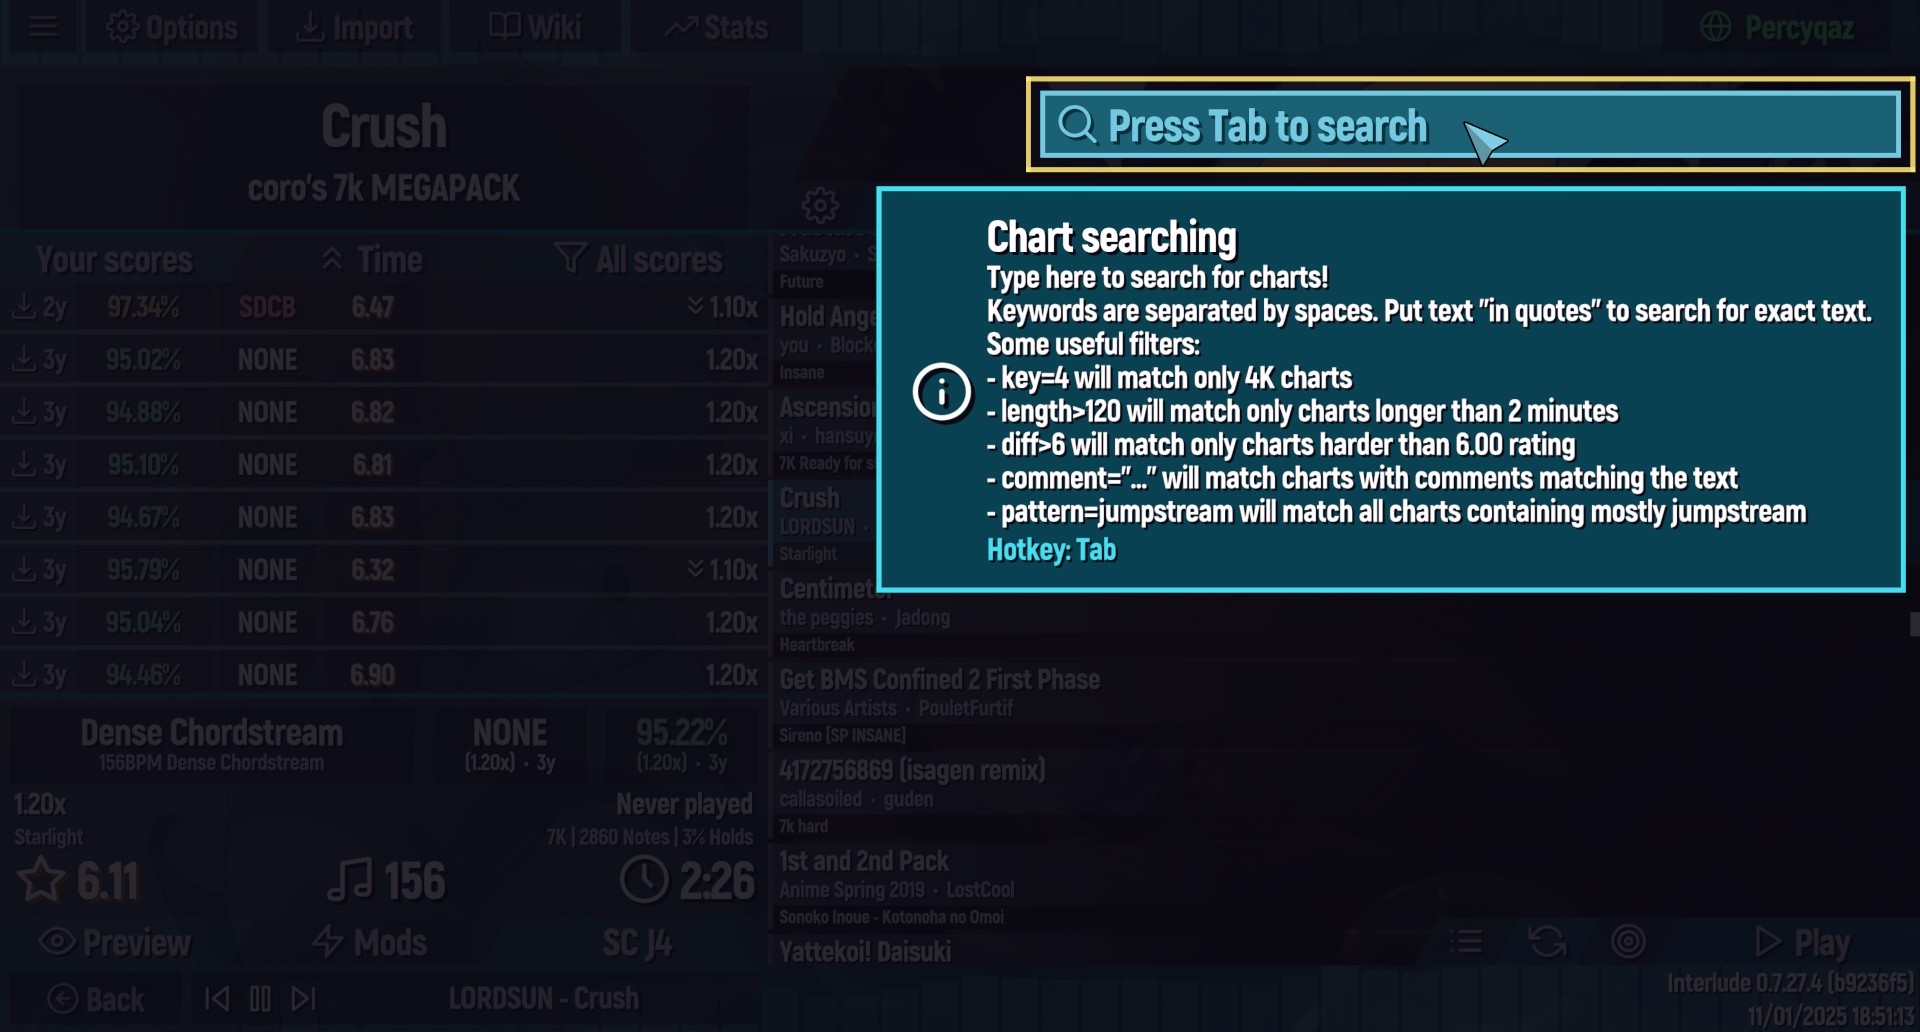 Options
Import
Wiki
Stats
Percyqaz
Crush
coro's 7k MEGAPACK
Press Tab to search
Chart searching
Type here to search for charts!
Keywords are separated by spaces. Put text "in quotes" to search for exact text.
Some useful filters:
- key=4 will match only 4K charts
- length>120 will match only charts longer than 2 minutes
- diff>6 will match only charts harder than 6.00 rating
- comment="..." will match charts with comments matching the text
- pattern=jumpstream will match all charts containing mostly jumpstream
Hotkey: Tab
Your scores Time All scores
2y 97.34% SDCB 6.47 1.10x
3y 95.02% NONE 6.83 1.20x
3y 94.88% NONE 6.82 1.20x
3y 95.10% NONE 6.81 1.20x
3y 94.67% NONE 6.83 1.20x
3y 95.79% NONE 6.32 1.10x
3y 95.04% NONE 6.76 1.20x
3y 94.46% NONE 6.90 1.20x
Dense Chordstream NONE 95.22%
156BPM Dense Chordstream (1.20x) · 3y (1.20x) · 3y
1.20x Never played
Starlight 7K | 2860 Notes | 3% Holds
6.11 156 2:26
Preview Mods SC J4
Back LORDSUN - Crush
Sakuzyo ·
Future
Hold
you ·
Insane
xi ·
7K Ready for
Crush
LORDSUN ·
Starlight
the peggies · Jadong
Heartbreak
Get BMS Confined 2 First Phase
Various Artists · PouletFurtif
Sireno [SP INSANE]
4172756869 (isagen remix)
callasoiled · guden
7k hard
1st and 2nd Pack
Anime Spring 2019 · LostCool
Sonoko Inoue - Kotonoha no Omoi
Yattekoi! Daisuki
Play
Interlude 0.7.27.4 (b9236f5)
11/01/2025 18:51:13